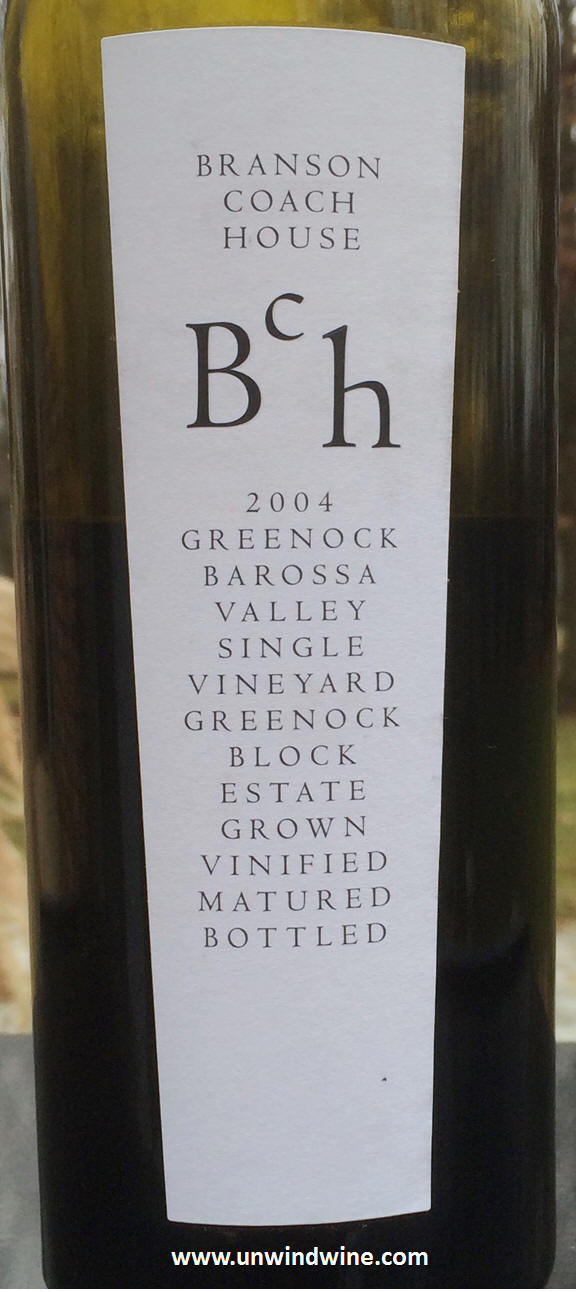 BRANSON
COACH
HOUSE
Bch
2004
GREENOCK
BAROSSA
VALLEY
SINGLE
VINEYARD
GREENOCK
BLOCK
ESTATE
GROWN
VINIFIED
MATURED
BOTTLED
www.unwindwine.com